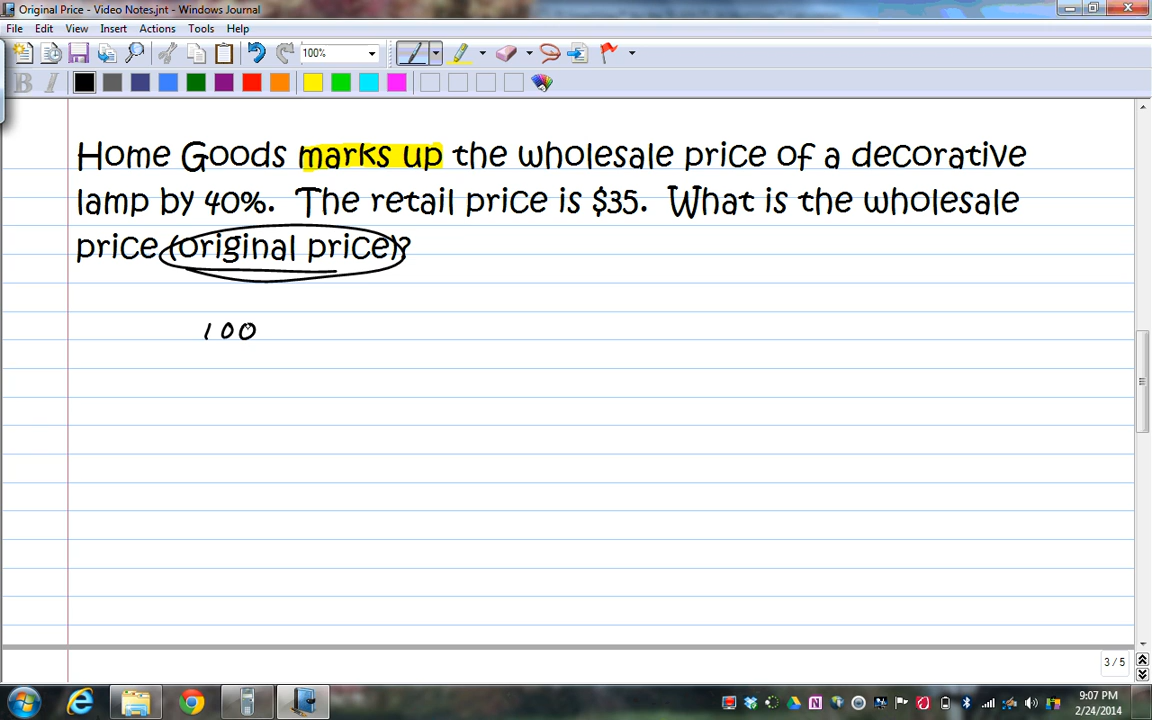 Original Price - Video Notes.jnt - Windows Journal
File Edit View Insert Actions Tools Help
100%
B I
Home Goods marks up the wholesale price of a decorative
lamp by 40%. The retail price is $35. What is the wholesale
price (original price)?
100
3 / 5
9:07 PM
2/24/2014